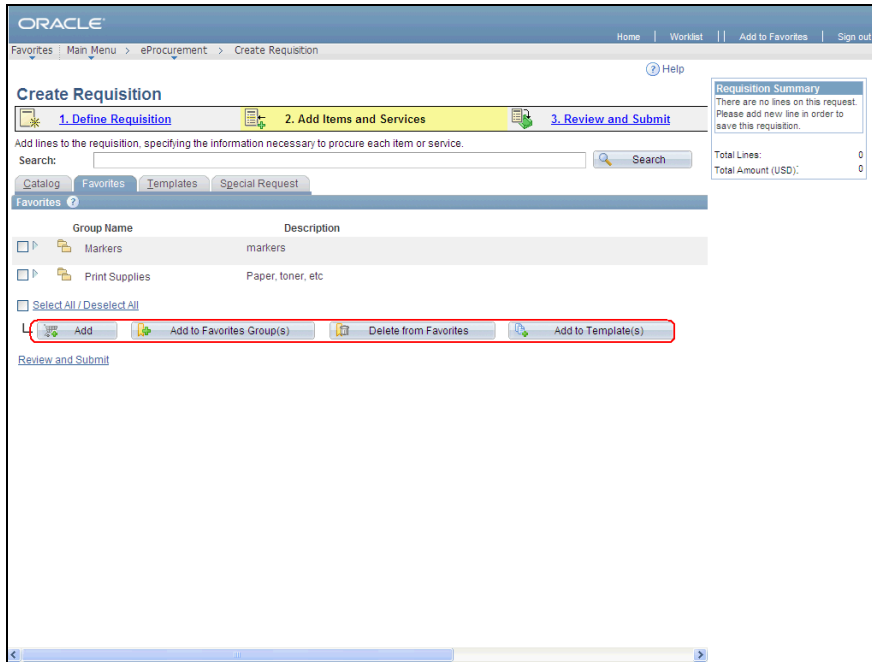 ORACLE
Home | Worklist || Add to Favorites | Sign out
Favorites | Main Menu > eProcurement > Create Requisition
Help
Create Requisition
1. Define Requisition 2. Add Items and Services 3. Review and Submit
Add lines to the requisition, specifying the information necessary to procure each item or service.
Search: Search
Catalog Favorites Templates Special Request
Favorites
Group Name Description
Markers markers
Print Supplies Paper, toner, etc
Select All / Deselect All
Add Add to Favorites Group(s) Delete from Favorites Add to Template(s)
Review and Submit
Requisition Summary
There are no lines on this request.
Please add new line in order to
save this requisition.
Total Lines: 0
Total Amount (USD): 0